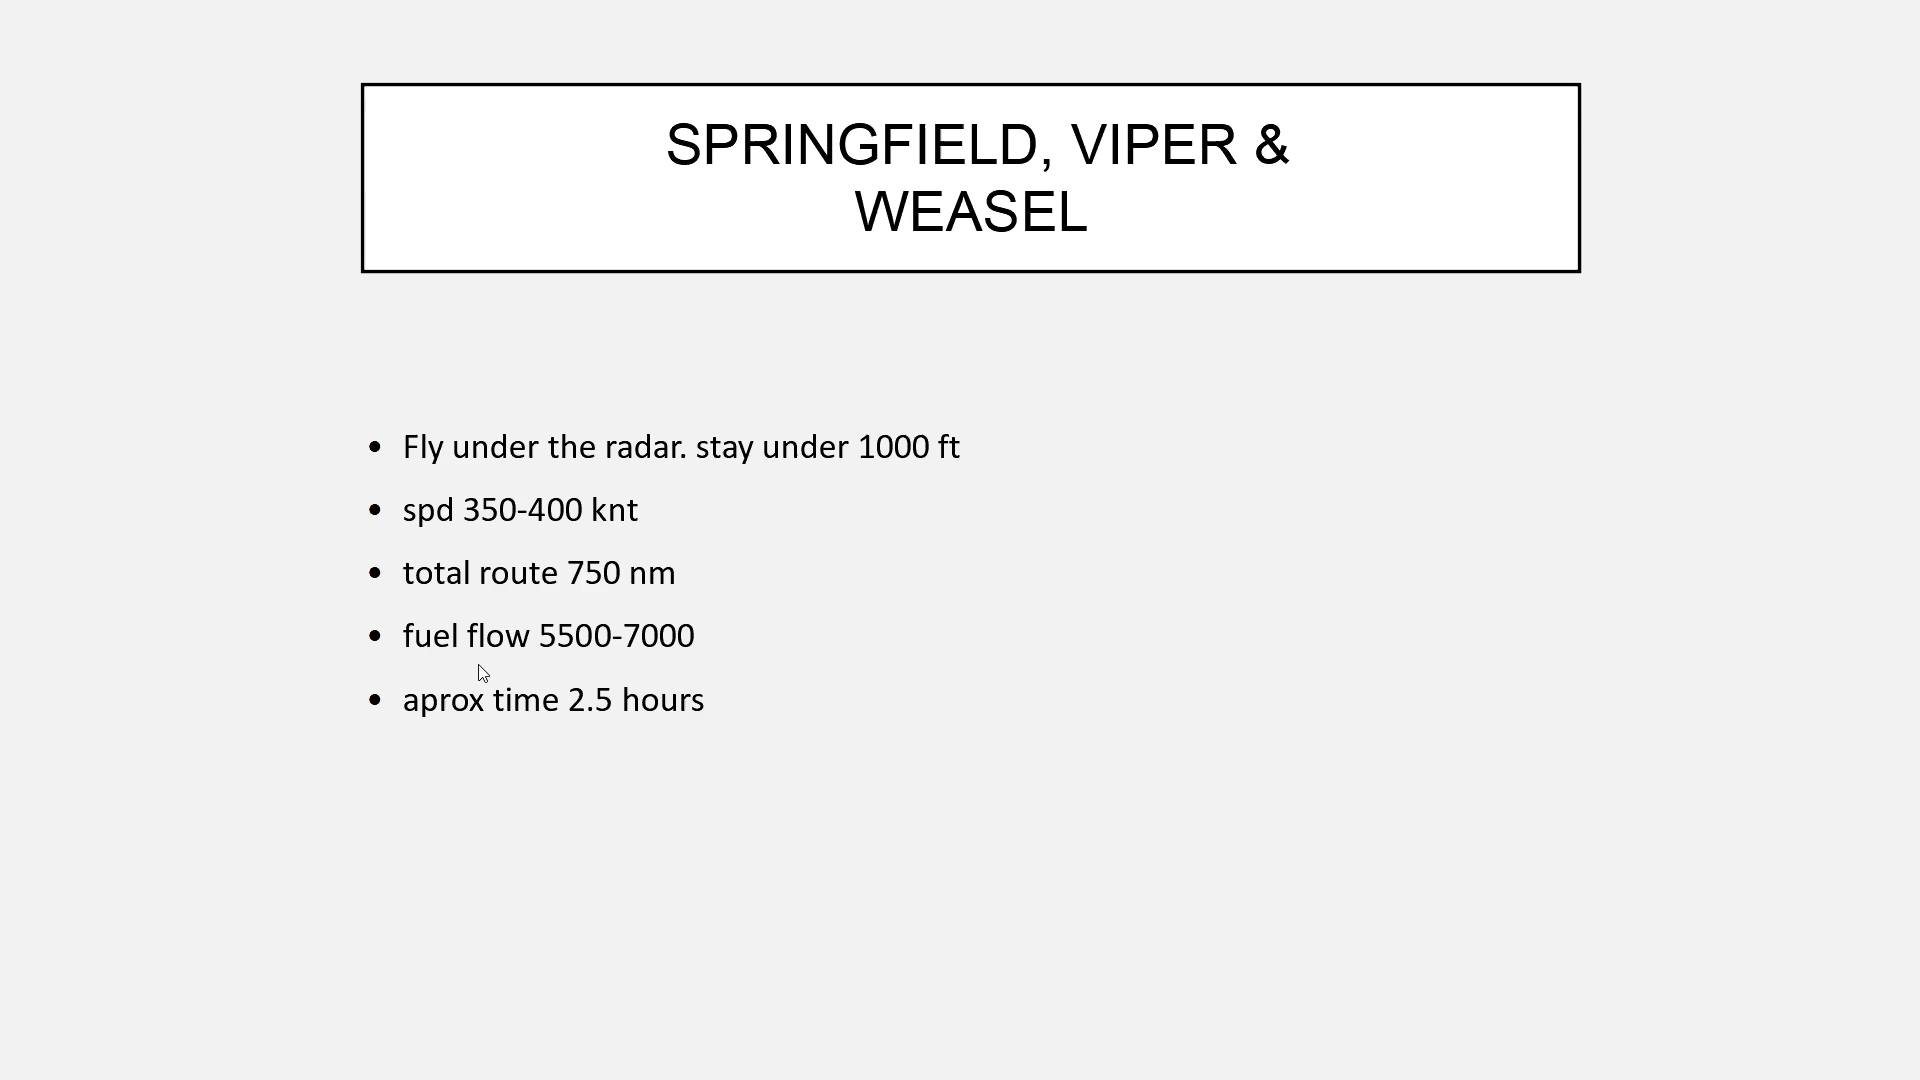 SPRINGFIELD, VIPER &
WEASEL
• Fly under the radar. stay under 1000 ft
• spd 350-400 knt
• total route 750 nm
• fuel flow 5500-7000
• aprox time 2.5 hours